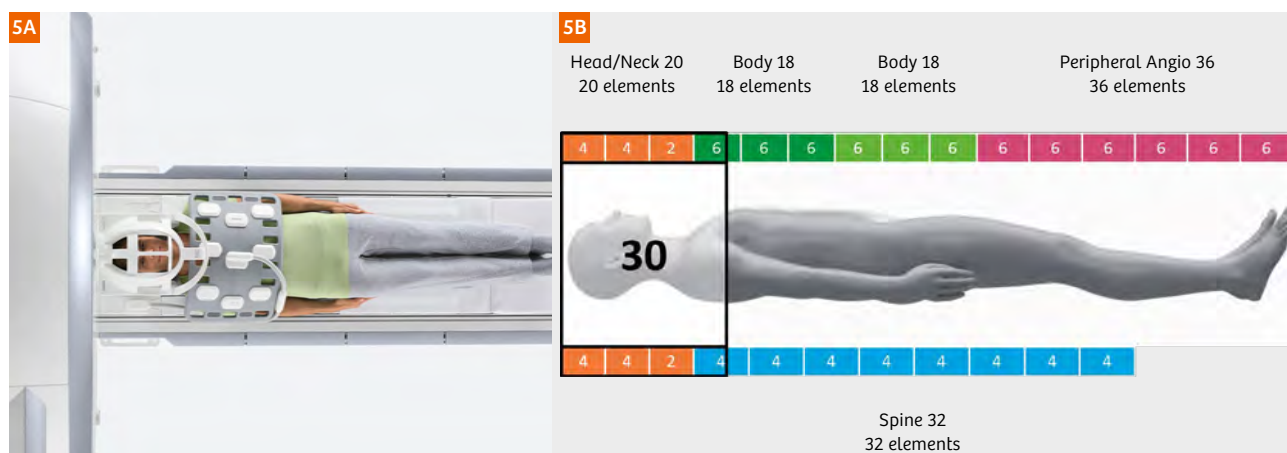 5A
5B
Head/Neck 20
20 elements
Body 18
18 elements
Body 18
18 elements
Peripheral Angio 36
36 elements
4 4 2 6 6 6 6 6 6 6 6 6 6 6 6
30
4 4 2 4 4 4 4 4 4 4 4
Spine 32
32 elements